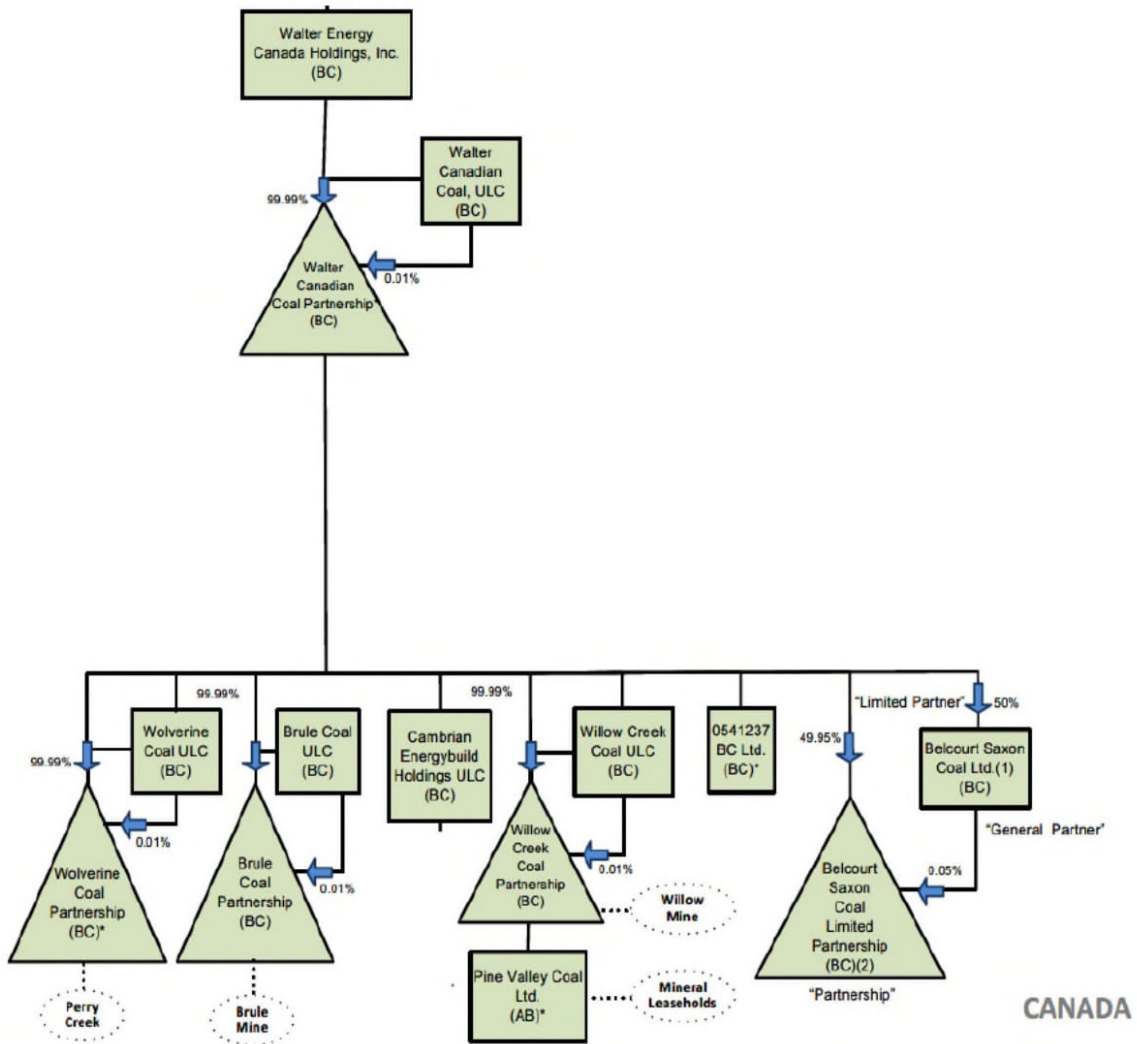 Walter Energy
Canada Holdings, Inc.
(BC)
Walter
Canadian
Coal, ULC
(BC)
99.99%
0.01%
Walter
Canadian
Coal Partnership*
(BC)
99.99%
99.99%
"Limited Partner"
50%
Wolverine
Coal ULC
(BC)
Brule Coal
ULC
(BC)
Cambrian
Energybuild
Holdings ULC
(BC)
Willow Creek
Coal ULC
(BC)
0541237
BC Ltd.
(BC)*
49.95%
Belcourt Saxon
Coal Ltd.(1)
(BC)
99.99%
0.01%
0.01%
0.01%
"General Partner"
0.05%
Wolverine
Coal
Partnership
(BC)*
Brule
Coal
Partnership
(BC)
Willow
Creek
Coal
Partnership
(BC)
Willow
Mine
Belcourt
Saxon
Coal
Limited
Partnership
(BC)(2)
"Partnership"
Perry
Creek
Brule
Mine
Pine Valley Coal
Ltd.
(AB)*
Mineral
Leaseholds
CANADA